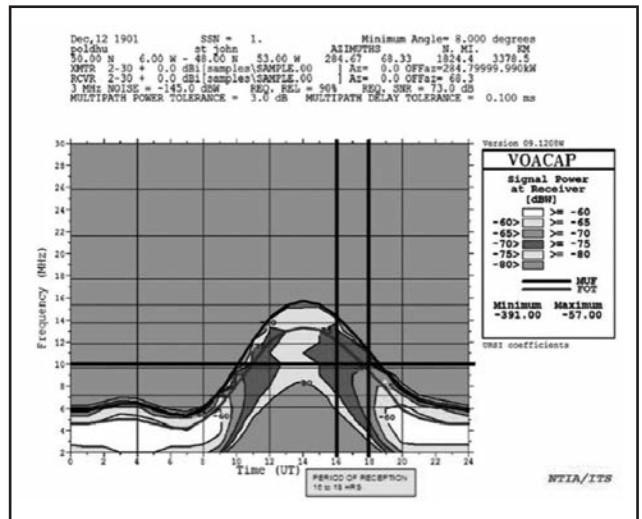 Dec,12 1901 SSN = 1. Minimum Angle= 8.000 degrees
poldhu st john AZIMUTHS N. MI. KM
50.00 N 6.00 W - 48.00 N 53.00 W 284.67 68.33 1824.4 3378.5
XMTR 2-30 + 0.0 dBi[samples\SAMPLE.00 ] Az= 0.0 OFFaz=284.79999.990kW
RCVR 2-30 + 0.0 dBi[samples\SAMPLE.00 ] Az= 0.0 OFFaz= 68.3
3 MHz NOISE = -145.0 dBW REQ. REL = 90% REQ. SNR = 73.0 dB
MULTIPATH POWER TOLERANCE = 3.0 dB MULTIPATH DELAY TOLERANCE = 0.100 ms
Version 09.1208W
VOACAP
Signal Power
at Receiver
[dBW]
>= -60
-60> >= -65
-65> >= -70
-70> >= -75
-75> >= -80
-80>
MUF
FOT
Minimum Maximum
-391.00 -57.00
URSI coefficients
Frequency (MHz)
30
28
26
24
22
20
18
16
14
12
10
8
6
4
2
-60
-60
0 2 4 6 8 10 12 14 16 18 20 22 24
Time (UT)
PERIOD OF RECEPTION
16 to 18 HRS
NTIA/ITS